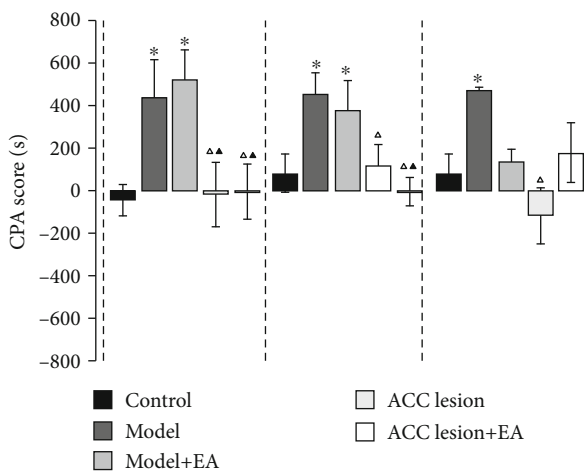 CPA score (s)
800
600
400
200
0
−200
−400
−600
−800
* *
* *
*
△▲ △▲
△ △▲
△
Control
Model
Model+EA
ACC lesion
ACC lesion+EA